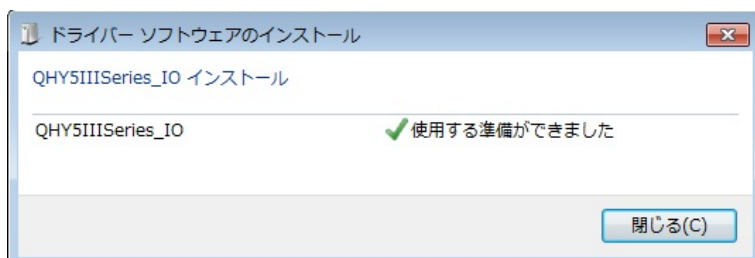 ドライバー ソフトウェアのインストール
QHY5IIISeries_IO インストール
QHY5IIISeries_IO 使用する準備ができました
閉じる(C)